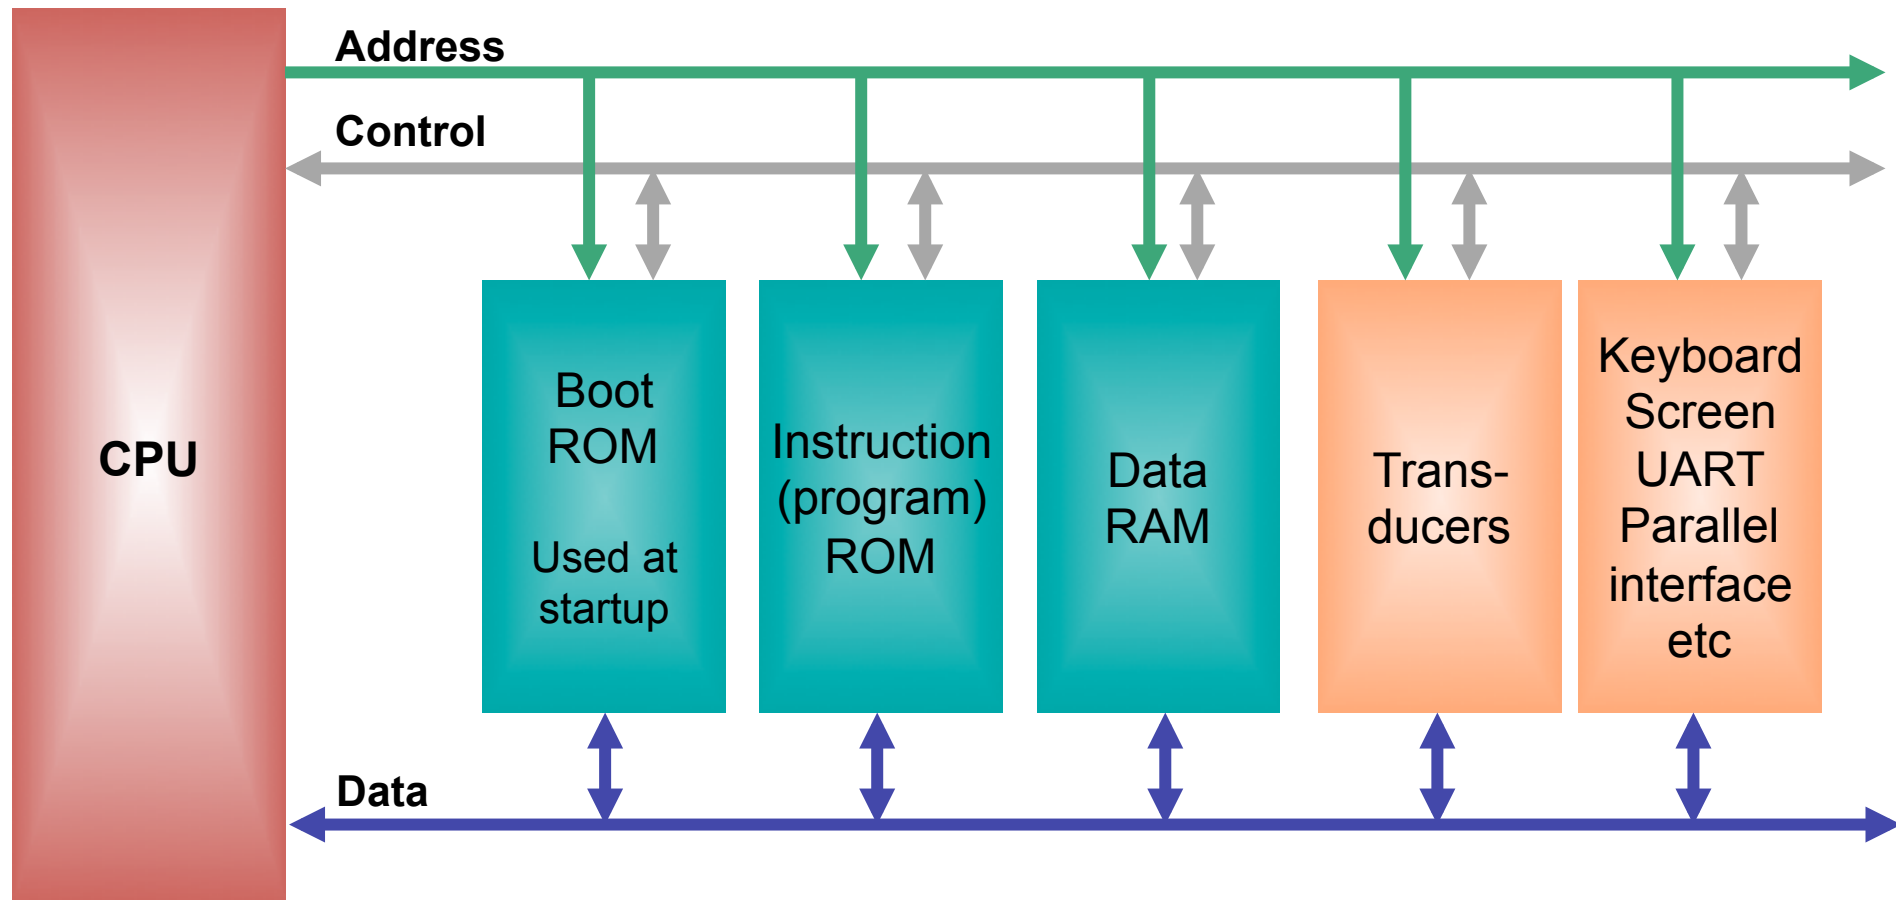 Address
Control
CPU
Boot
ROM
Used at
startup
Instruction
(program)
ROM
Data
RAM
Trans-
ducers
Keyboard
Screen
UART
Parallel
interface
etc
Data